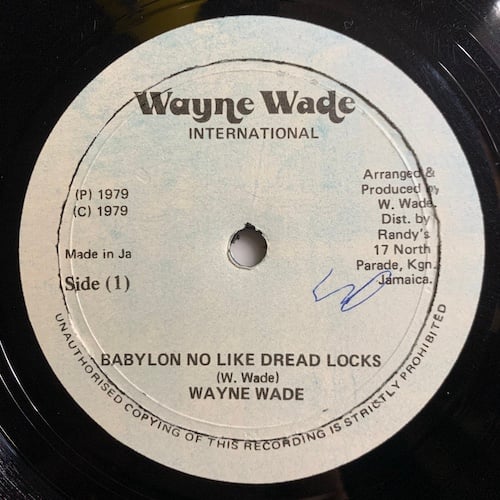 Wayne Wade
INTERNATIONAL
(P) 1979
(C) 1979
Made in Ja
Side (1)
Arranged &
Produced by
W. Wade.
Dist. by
Randy's
17 North
Parade, Kgn.
Jamaica.
BABYLON NO LIKE DREAD LOCKS
(W. Wade)
WAYNE WADE
UNAUTHORISED COPYING OF THIS RECORDING IS STRICTLY PROHIBITED